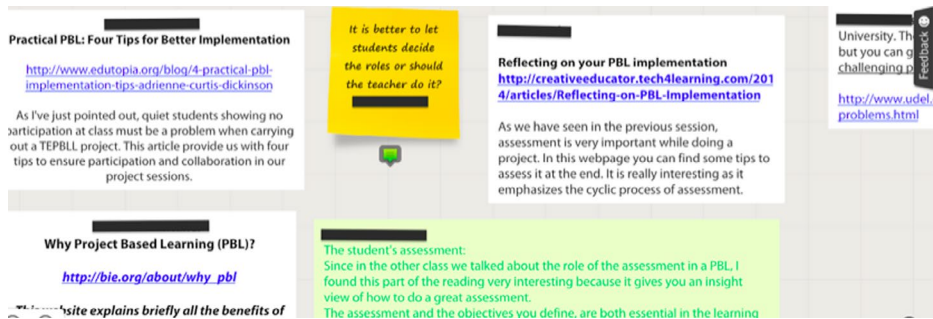 Practical PBL: Four Tips for Better Implementation
http://www.edutopia.org/blog/4-practical-pbl-
implementation-tips-adrienne-curtis-dickinson
As I've just pointed out, quiet students showing no
participation at class must be a problem when carrying
out a TEPBLL project. This article provide us with four
tips to ensure participation and collaboration in our
project sessions.
It is better to let
students decide
the roles or should
the teacher do it?
Reflecting on your PBL implementation
http://creativeeducator.tech4learning.com/201
4/articles/Reflecting-on-PBL-Implementation
As we have seen in the previous session,
assessment is very important while doing a
project. In this webpage you can find some tips to
assess it at the end. It is really interesting as it
emphasizes the cyclic process of assessment.
University. Th
but you can g
challenging p
http://www.udel.
problems.html
Feedback
Why Project Based Learning (PBL)?
http://bie.org/about/why_pbl
site explains briefly all the benefits of
The student's assessment:
Since in the other class we talked about the role of the assessment in a PBL, I
found this part of the reading very interesting because it gives you an insight
view of how to do a great assessment.
The assessment and the objectives you define, are both essential in the learning